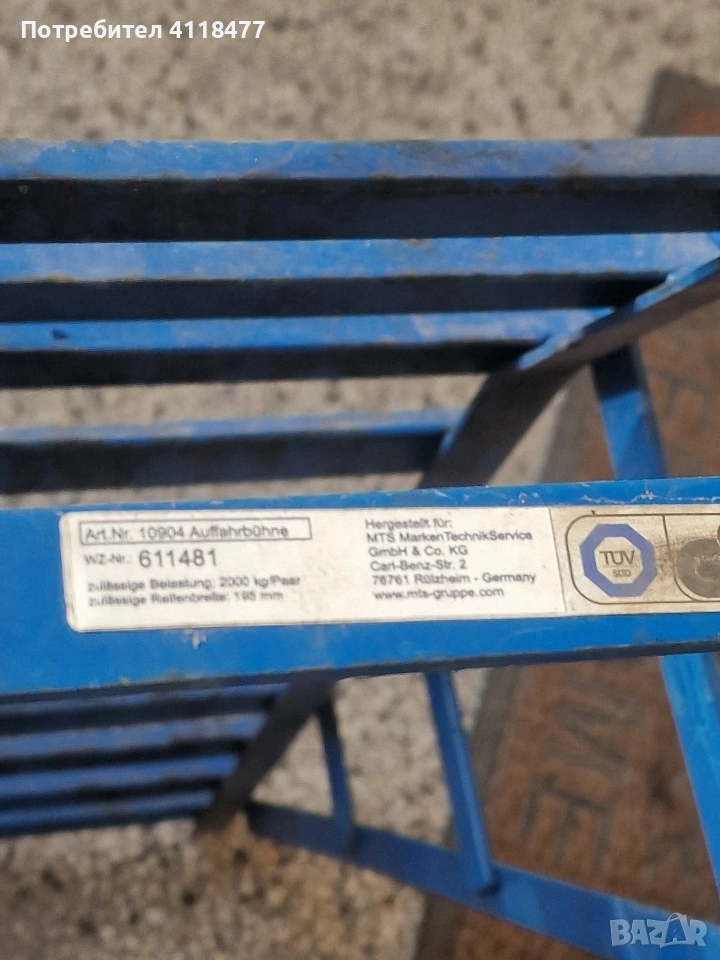 Потребител 4118477
Art.Nr. 10904 Auffahrbühne
WZ-Nr.: 611481
zulässige Belastung: 2000 kg/Paar
zulässige Reifenbreite: 195 mm
Hergestellt für:
MTS MarkenTechnikService
GmbH & Co. KG
Carl-Benz-Str. 2
76761 Rülzheim - Germany
www.mts-gruppe.com
TÜV
SÜD
BAZAR